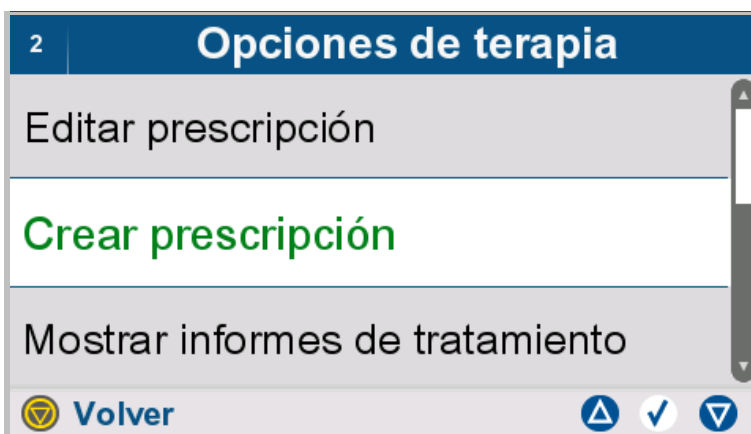 2
Opciones de terapia
Editar prescripción
Crear prescripción
Mostrar informes de tratamiento
Volver